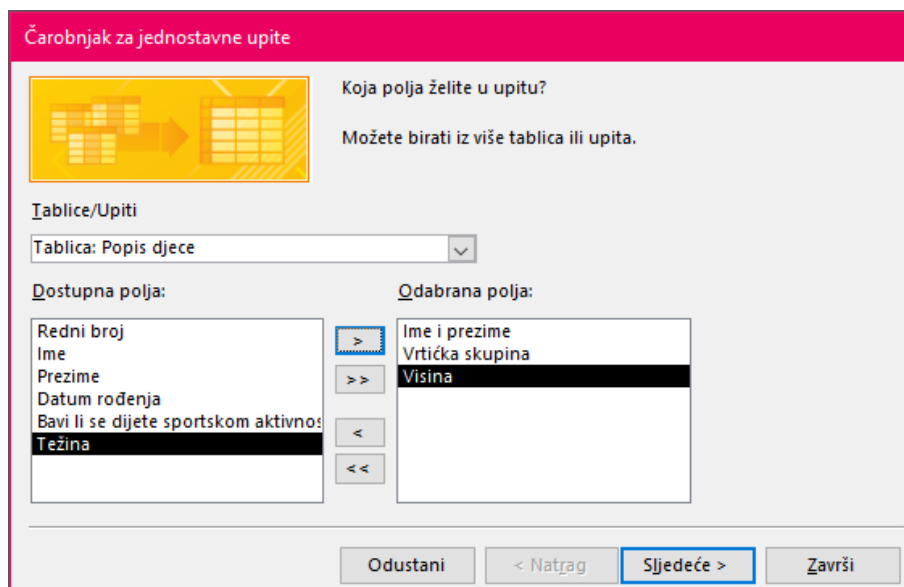 Čarobnjak za jednostavne upite
Koja polja želite u upitu?
Možete birati iz više tablica ili upita.
Tablice/Upiti
Tablica: Popis djece
Dostupna polja:
Odabrana polja:
Redni broj
Ime
Prezime
Datum rođenja
Bavi li se dijete sportskom aktivnos
Težina
>
>>
<
<<
Ime i prezime
Vrtićka skupina
Visina
Odustani
< Natrag
Sljedeće >
Završi